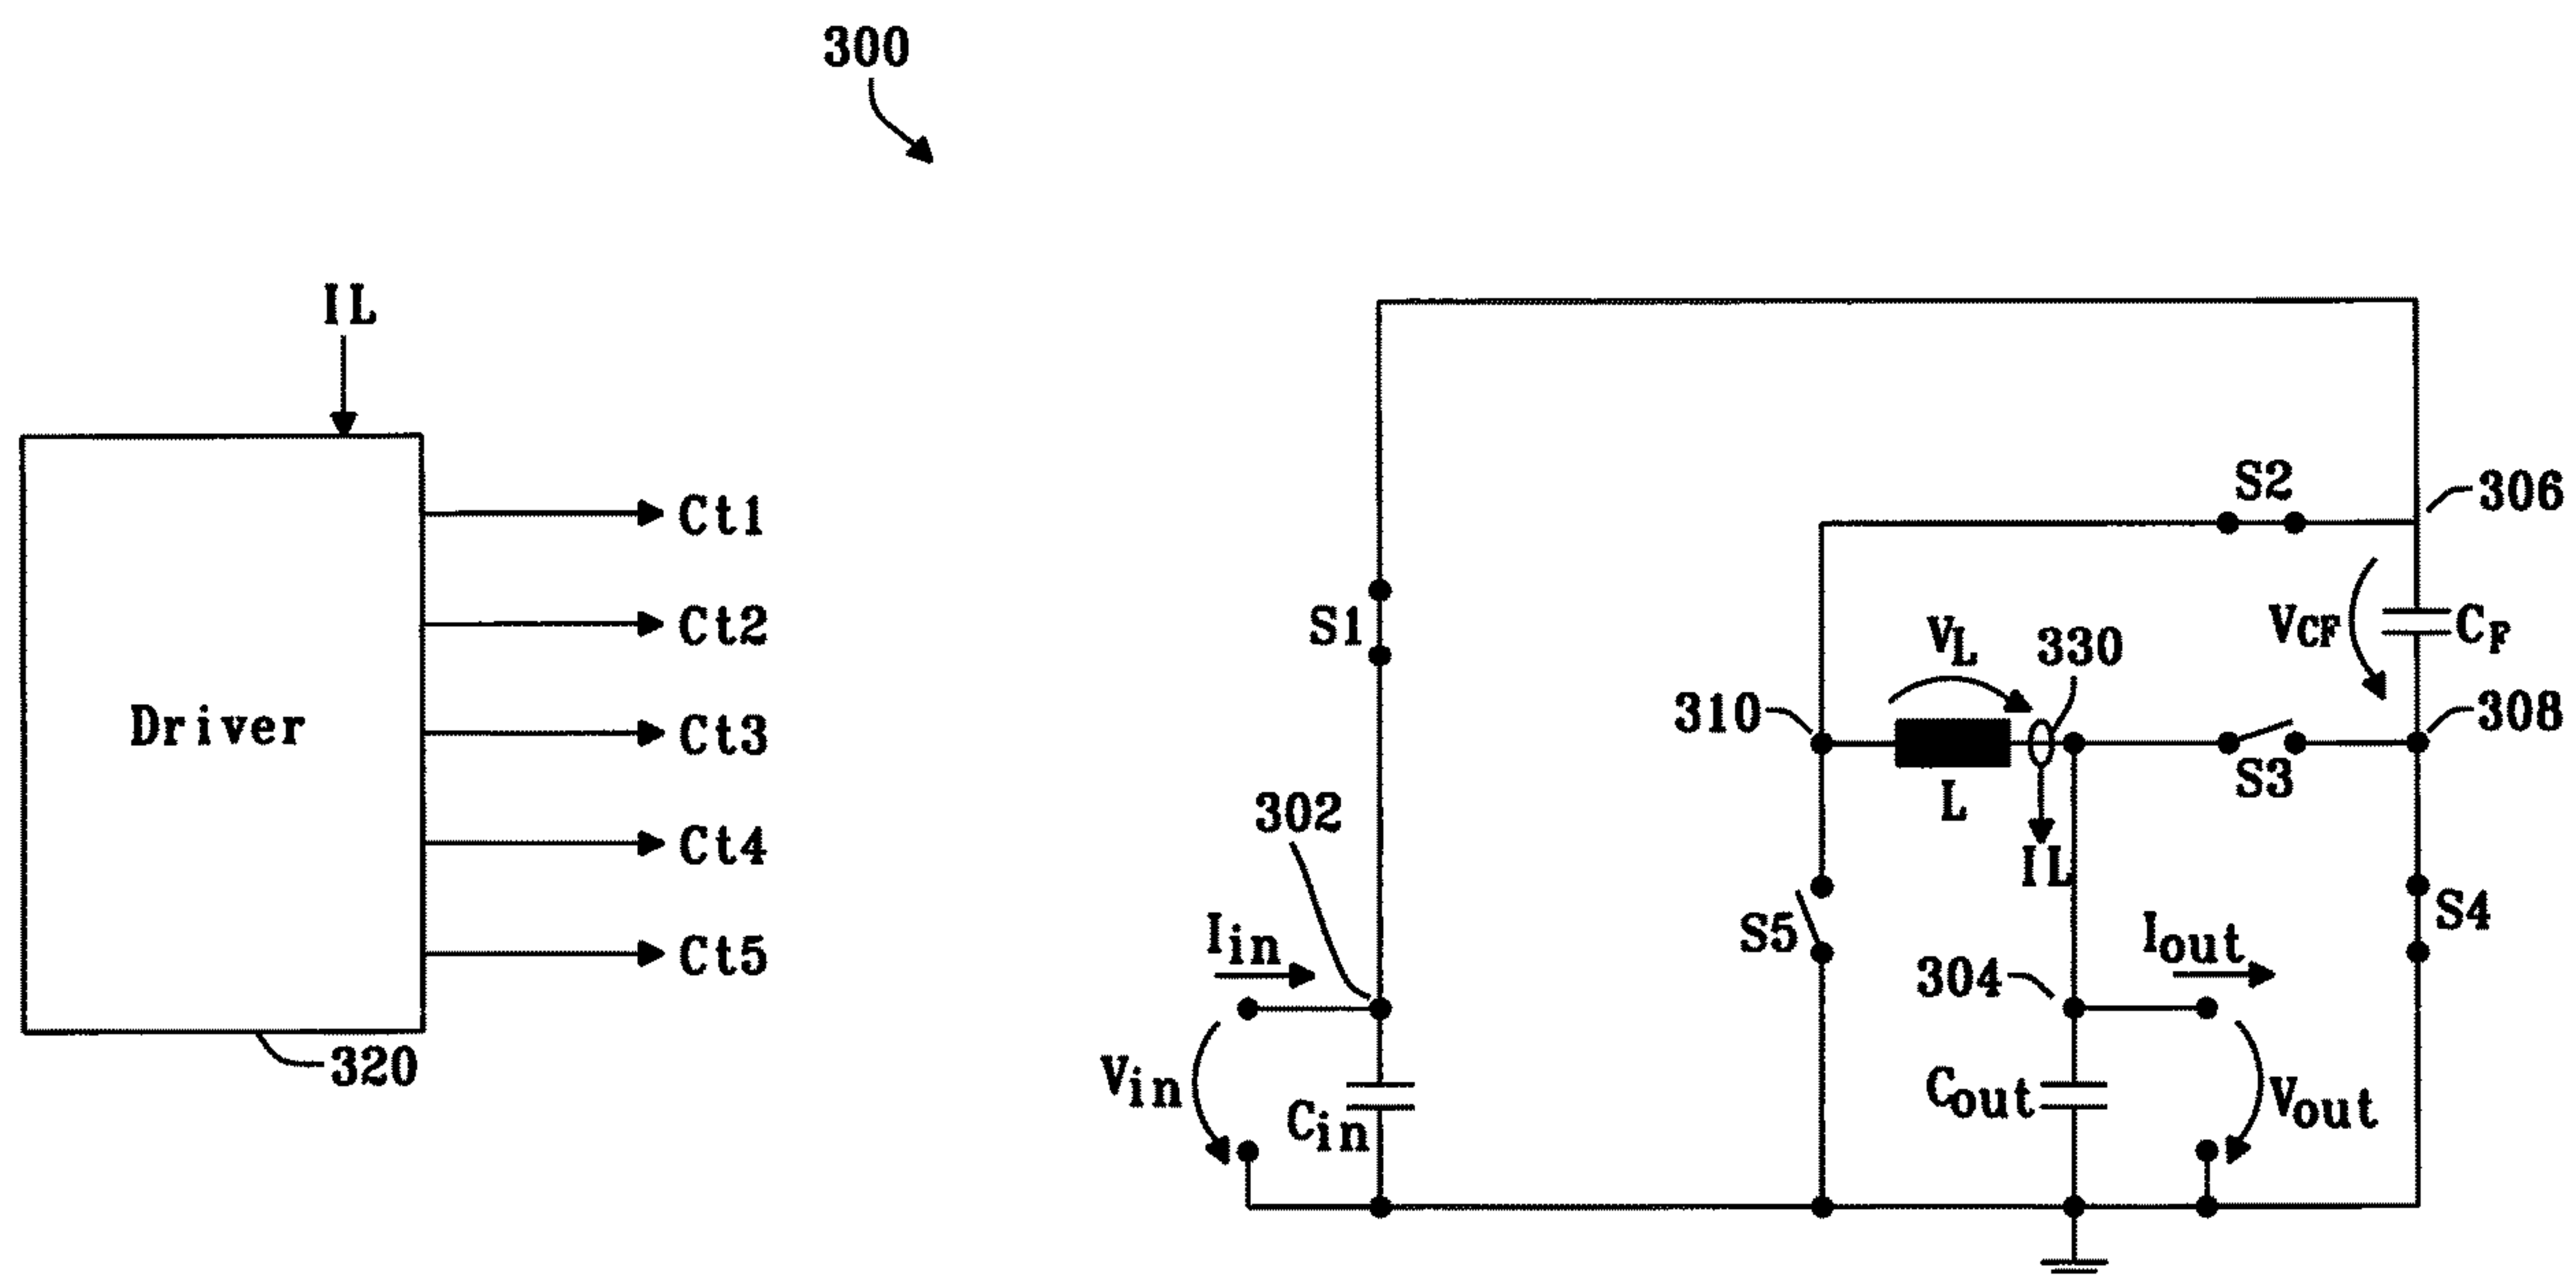 300
IL
Driver
Ct1
Ct2
Ct3
Ct4
Ct5
320
S1
S2
306
VCF
CF
VL
330
310
308
L
S3
302
IL
S5
S4
Iin
304
Iout
Vin
Cin
Cout
Vout